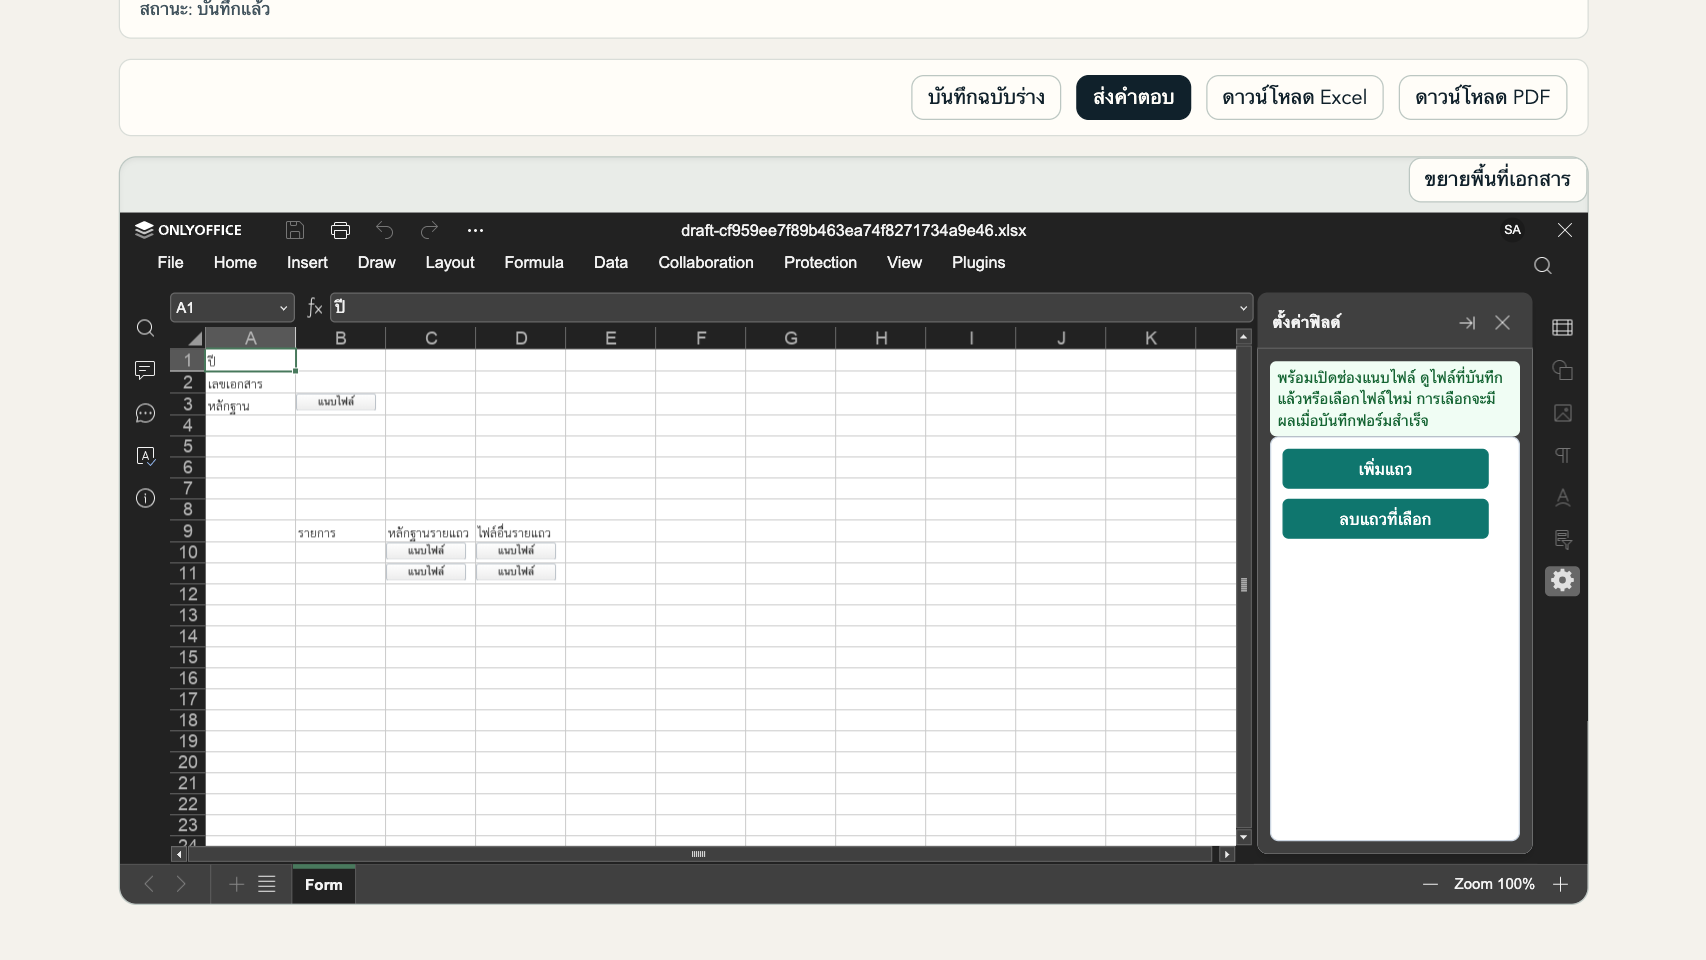 สถานะ: บันทึกแล้ว
บันทึกฉบับร่าง ส่งคำตอบ ดาวน์โหลด Excel ดาวน์โหลด PDF
ขยายพื้นที่เอกสาร
ONLYOFFICE draft-cf959ee7f89b463ea74f8271734a9e46.xlsx SA
File Home Insert Draw Layout Formula Data Collaboration Protection View Plugins
A1 fx ปี
ตั้งค่าฟิลด์
A B C D E F G H I J K
1 ปี
2 เลขเอกสาร
3 หลักฐาน แนบไฟล์
4
5
6
7
8
9 รายการ หลักฐานรายแถว ไฟล์อื่นรายแถว
10 แนบไฟล์ แนบไฟล์
11 แนบไฟล์ แนบไฟล์
12
13
14
15
16
17
18
19
20
21
22
23
24
พร้อมเปิดช่องแนบไฟล์ ดูไฟล์ที่บันทึก
แล้วหรือเลือกไฟล์ใหม่ การเลือกจะมี
ผลเมื่อบันทึกฟอร์มสำเร็จ
เพิ่มแถว
ลบแถวที่เลือก
Form Zoom 100%